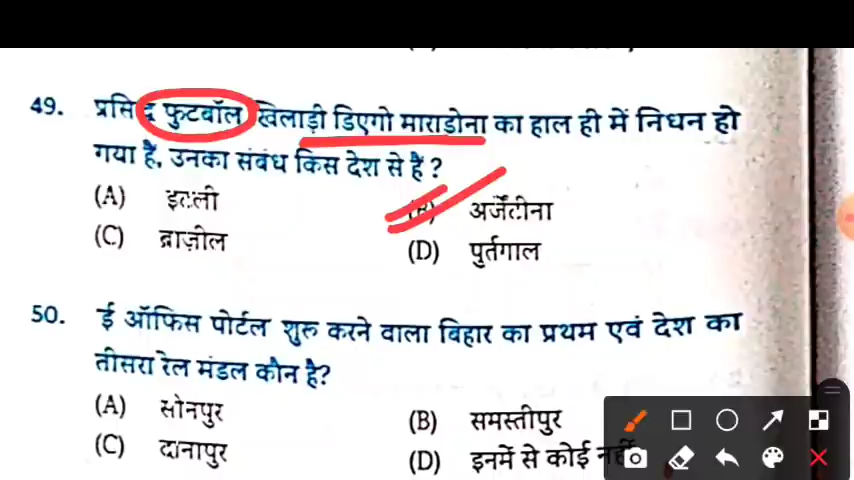 49. प्रसिद्ध फुटबॉल खिलाड़ी डिएगो माराडोना का हाल ही में निधन हो
गया है, उनका संबंध किस देश से है?
(A) इटली (B) अर्जेंटीना
(C) ब्राज़ील (D) पुर्तगाल
50. ई ऑफिस पोर्टल शुरू करने वाला बिहार का प्रथम एवं देश का
तीसरा रेल मंडल कौन है?
(A) सोनपुर (B) समस्तीपुर
(C) दानापुर (D) इनमें से कोई नहीं